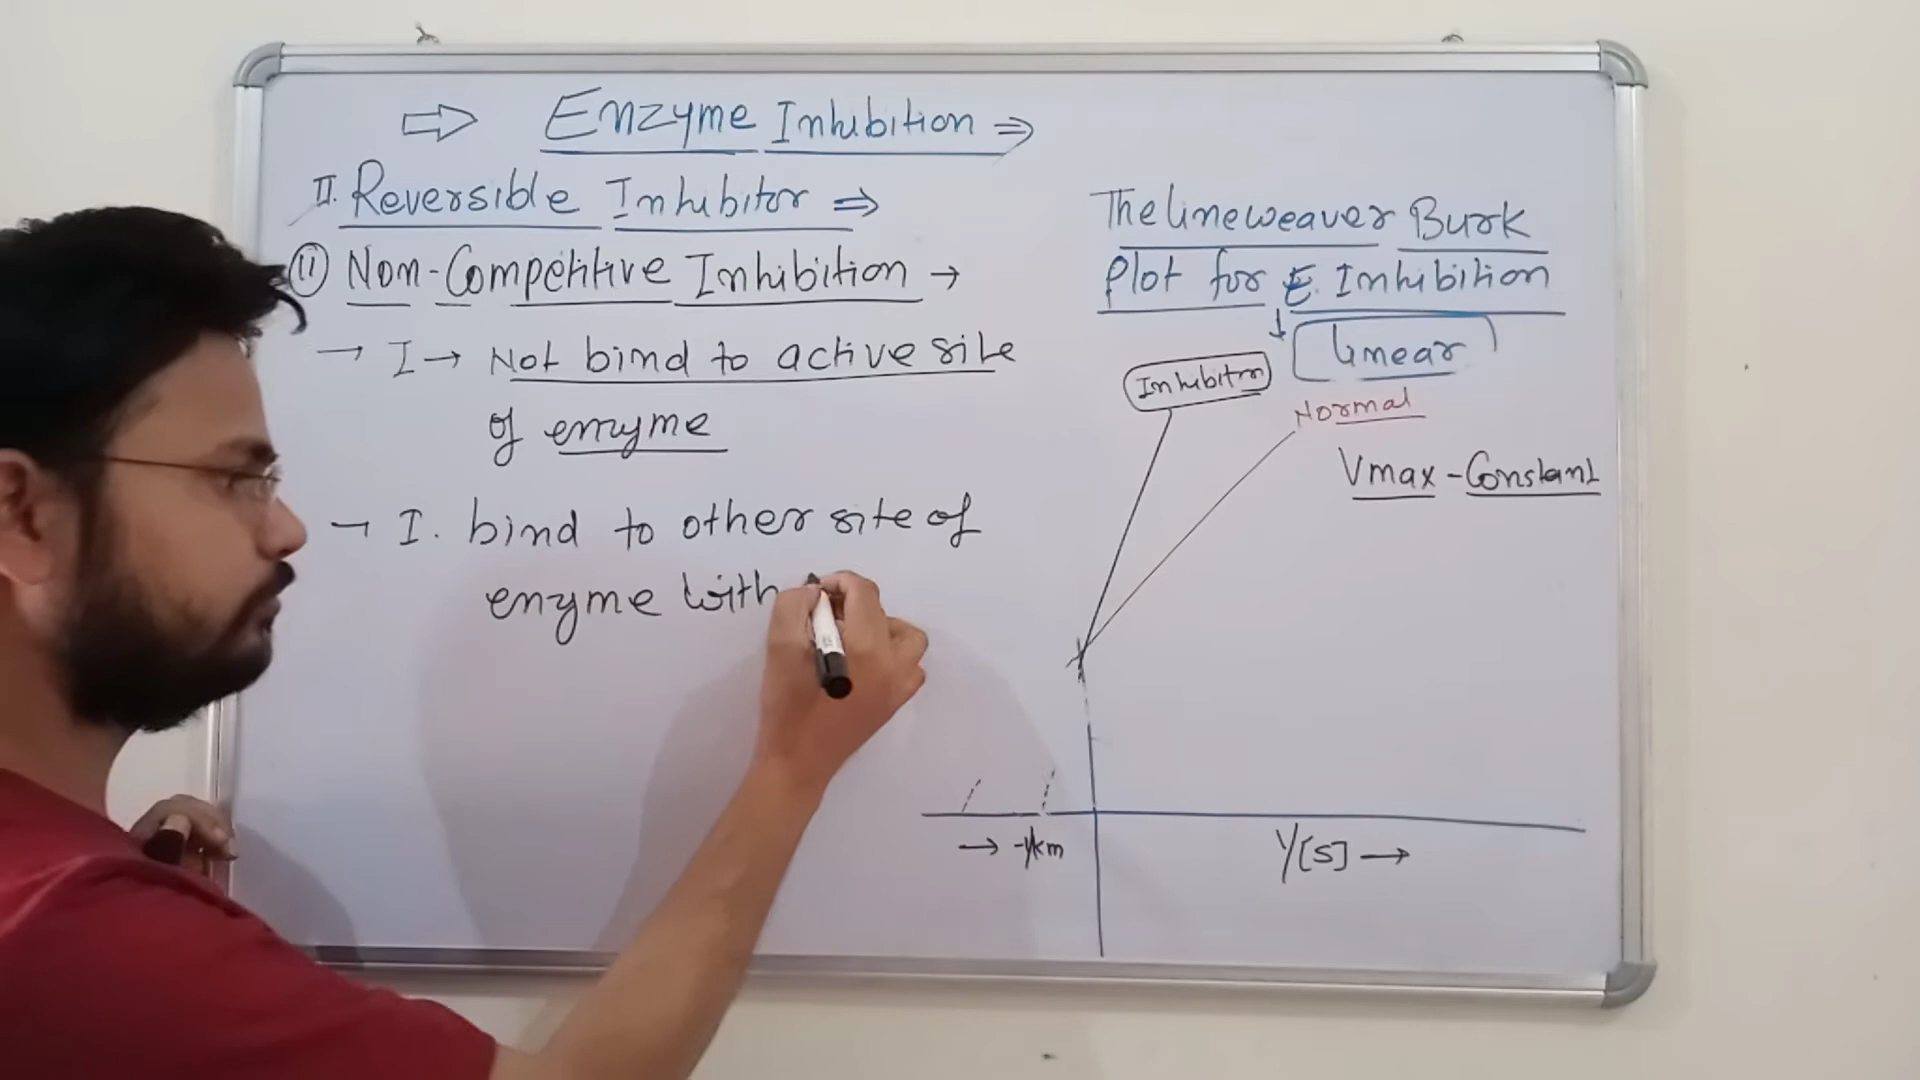 ⇨ Enzyme Inhibition ⇒
II. Reversible Inhibitor ⇒
(ii) Non-Competitive Inhibition →
→ I → Not bind to active site
of enzyme
→ I. bind to other site of
enyme with
The lineweaver Burk
Plot for E. Inhibition
↓ linear
Inhibitor
Normal
Vmax - Constant
→ -1/km
1/[S] →